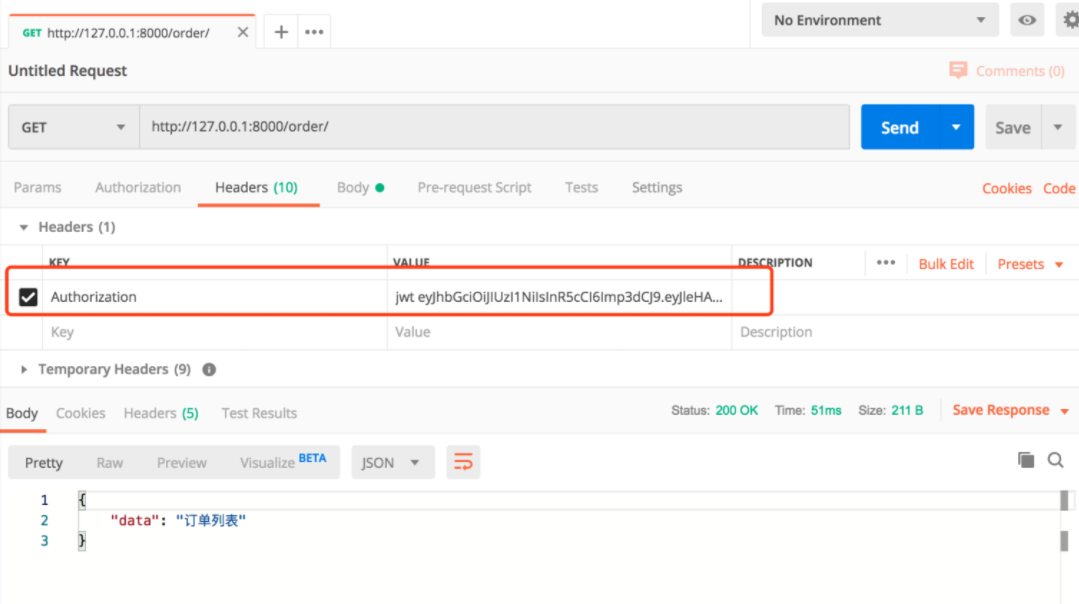 GET http://127.0.0.1:8000/order/
No Environment
Untitled Request
Comments (0)
GET http://127.0.0.1:8000/order/ Send Save
Params Authorization Headers (10) Body Pre-request Script Tests Settings Cookies Code
Headers (1)
KEY VALUE DESCRIPTION Bulk Edit Presets
Authorization jwt eyJhbGciOiJIUzI1NiIsInR5cCI6Imp3dCJ9.eyJleHA...
Key Value Description
Temporary Headers (9)
Body Cookies Headers (5) Test Results Status: 200 OK Time: 51ms Size: 211 B Save Response
Pretty Raw Preview Visualize BETA JSON
1 {
2 "data": "订单列表"
3 }